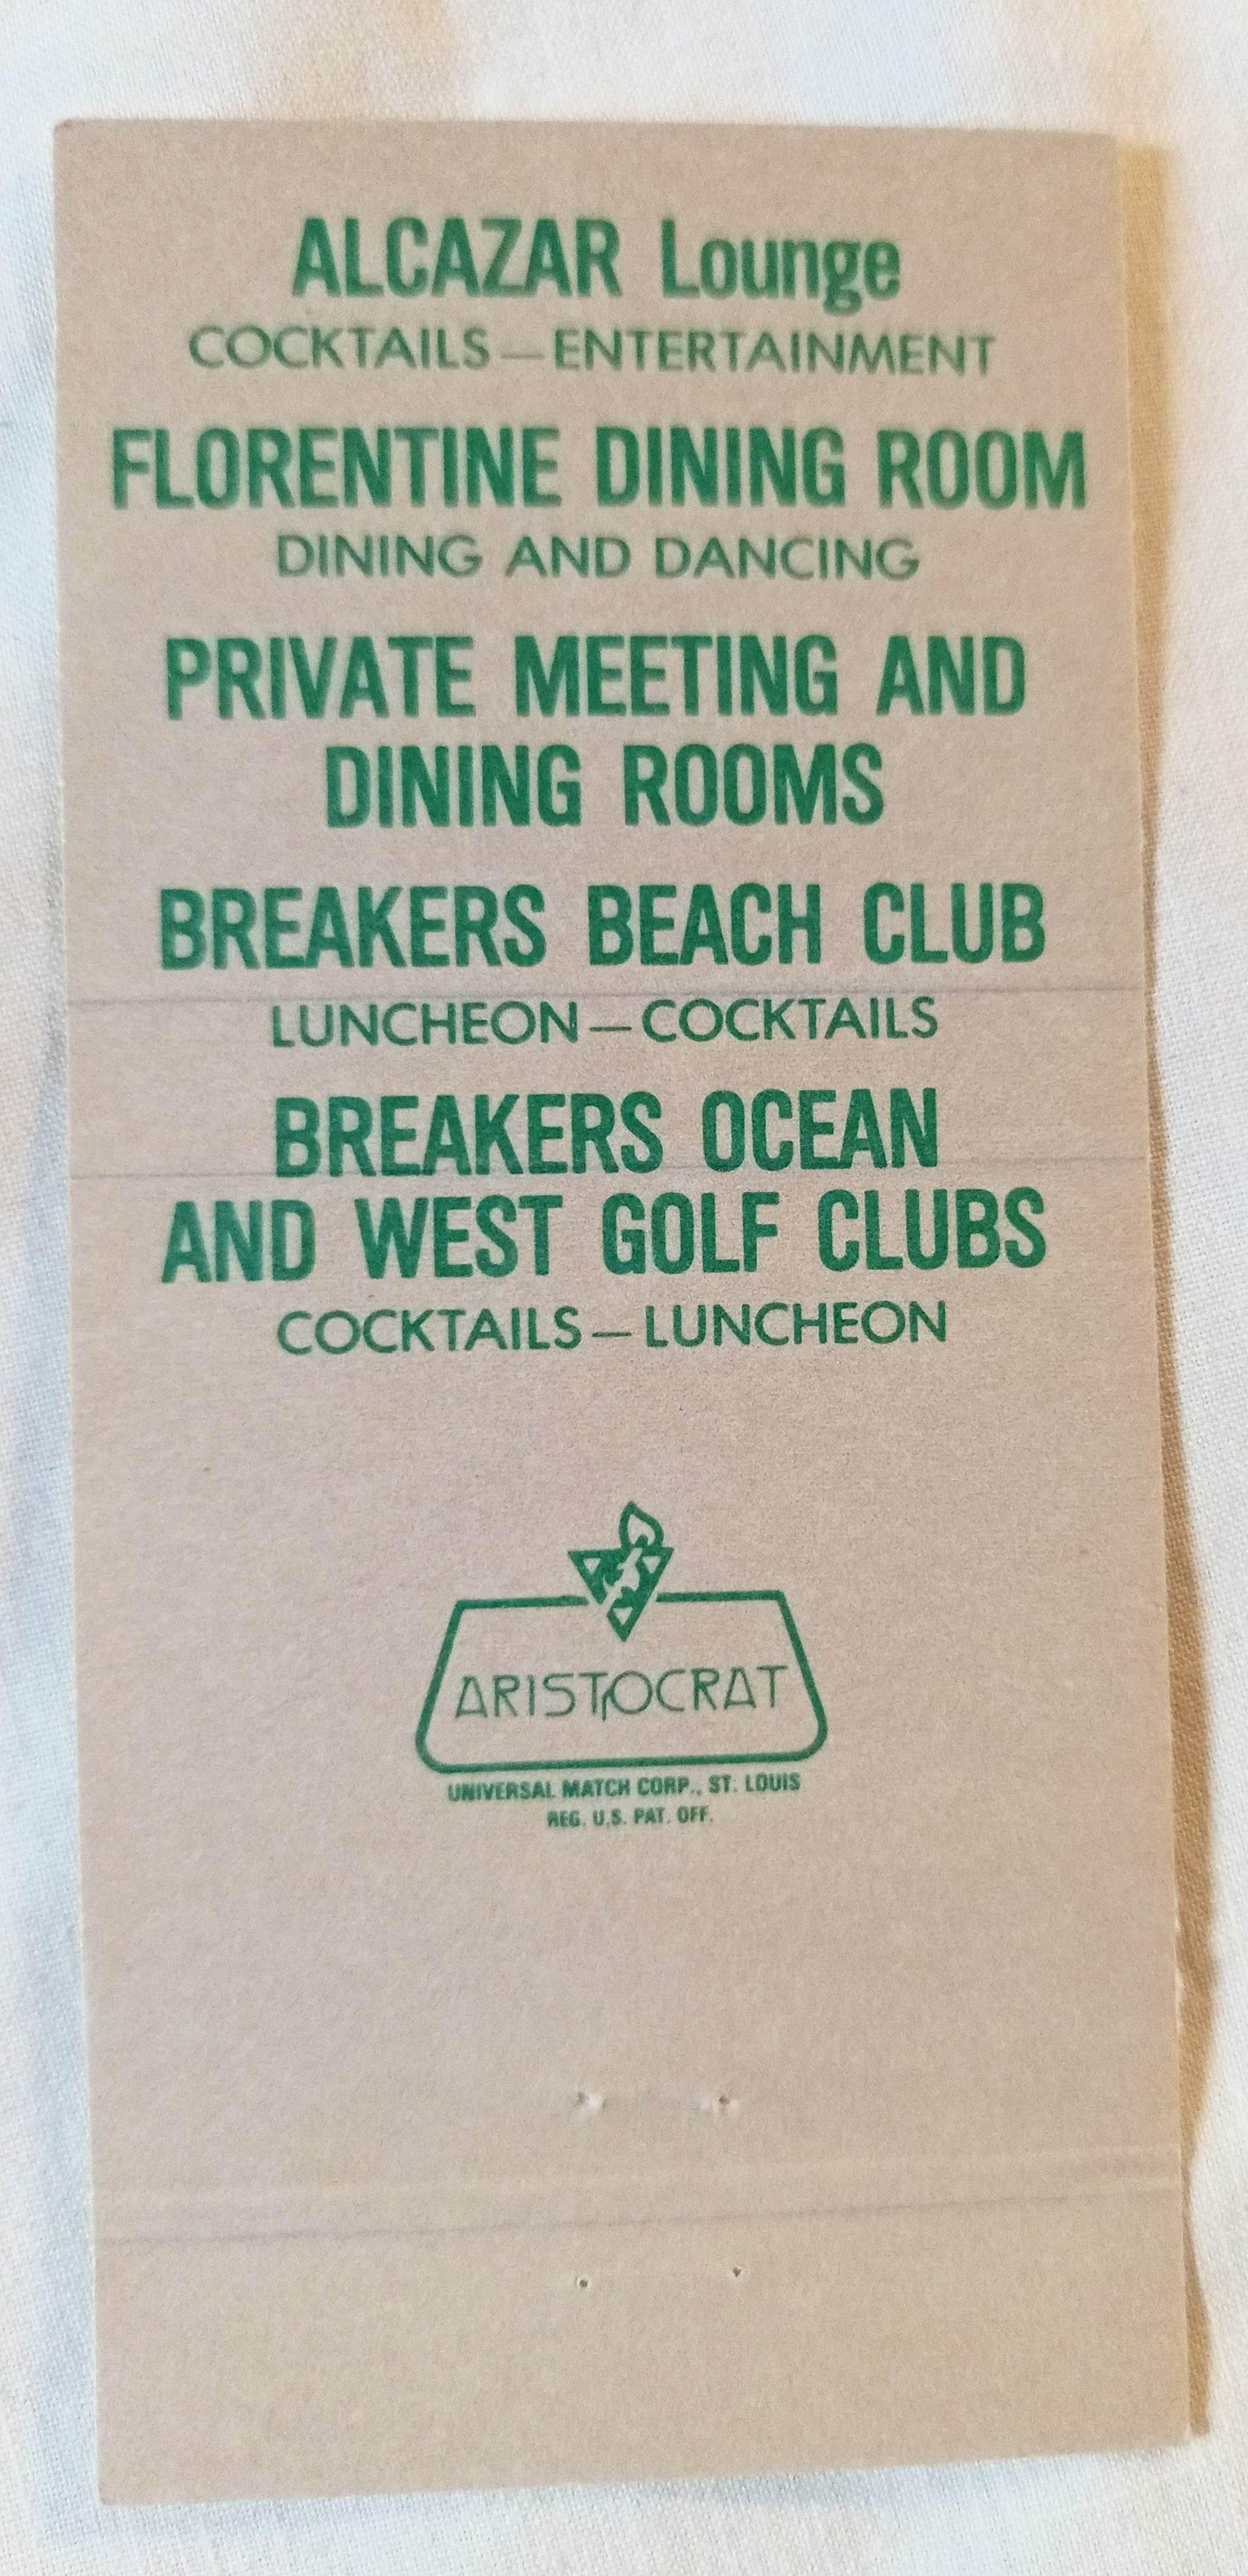 ALCAZAR Lounge
COCKTAILS—ENTERTAINMENT
FLORENTINE DINING ROOM
DINING AND DANCING
PRIVATE MEETING AND
DINING ROOMS
BREAKERS BEACH CLUB
LUNCHEON—COCKTAILS
BREAKERS OCEAN
AND WEST GOLF CLUBS
COCKTAILS—LUNCHEON
ARISTOCRAT
UNIVERSAL MATCH CORP., ST. LOUIS
REG. U.S. PAT. OFF.